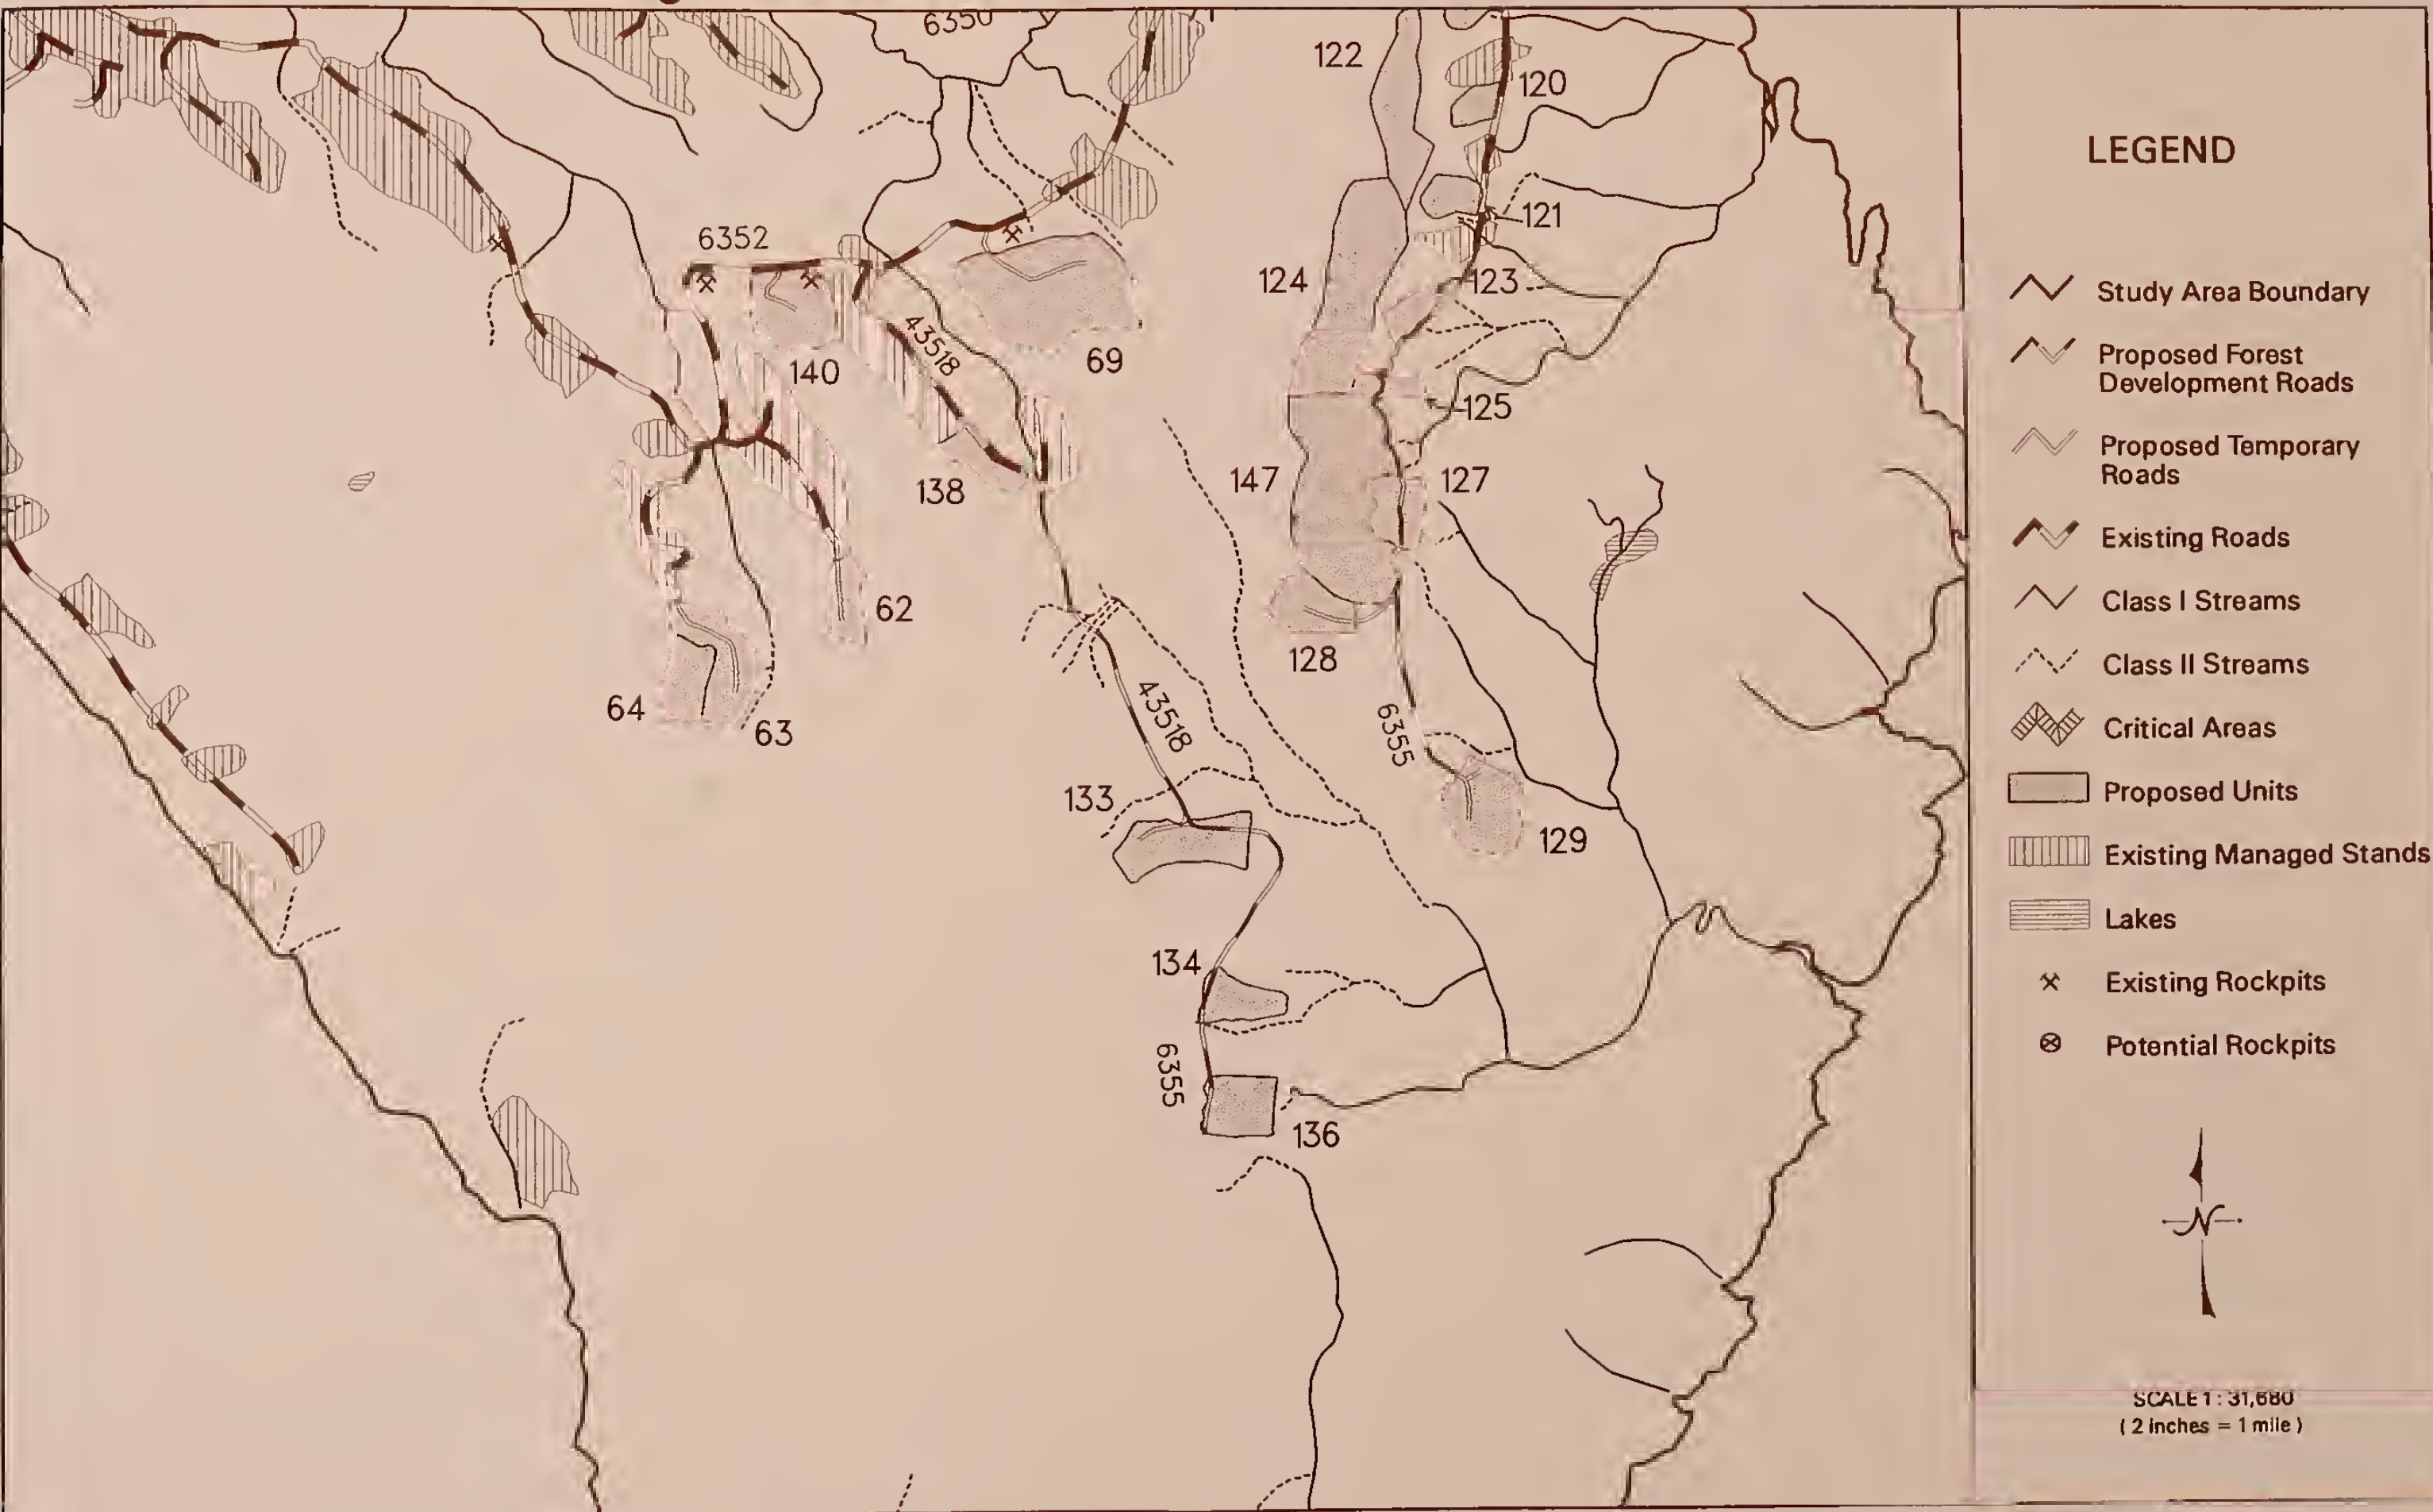 6350
122
120
121
6352
124
123
43518
69
140
125
138
147
127
62
128
64
63
43518
6355
133
129
134
6355
136
LEGEND
Study Area Boundary
Proposed Forest
Development Roads
Proposed Temporary
Roads
Existing Roads
Class I Streams
Class II Streams
Critical Areas
Proposed Units
Existing Managed Stands
Lakes
Existing Rockpits
Potential Rockpits
N
SCALE 1 : 31,680
( 2 inches = 1 mile )